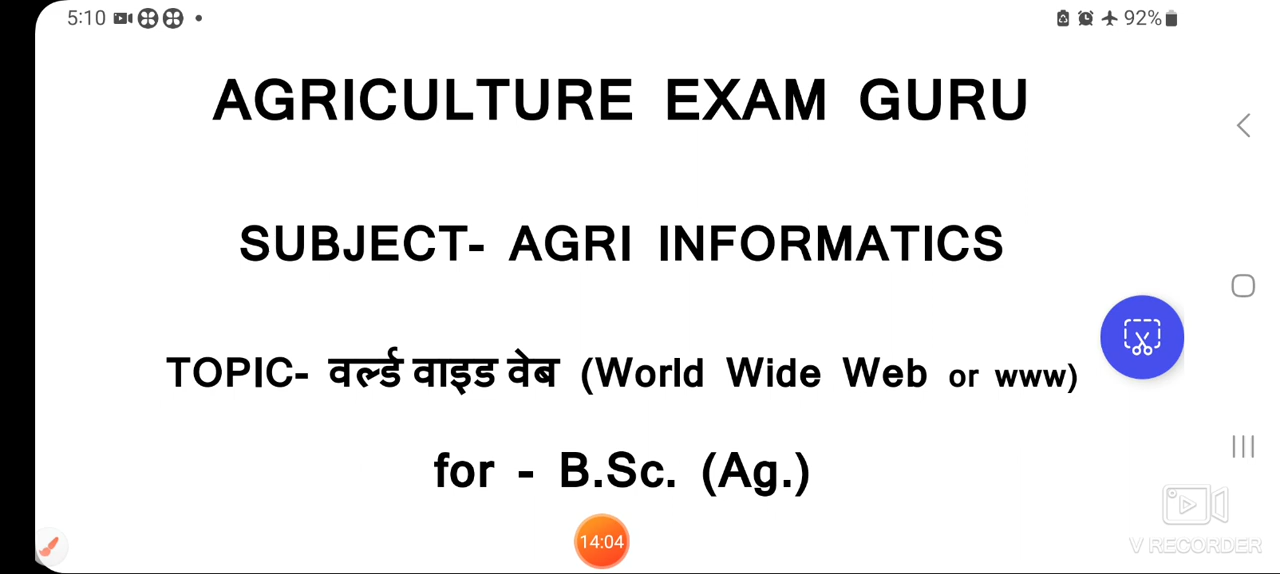 5:10
92%
AGRICULTURE EXAM GURU
SUBJECT- AGRI INFORMATICS
TOPIC- वर्ल्ड वाइड वेब (World Wide Web or www)
for - B.Sc. (Ag.)
14:04
V RECORDER